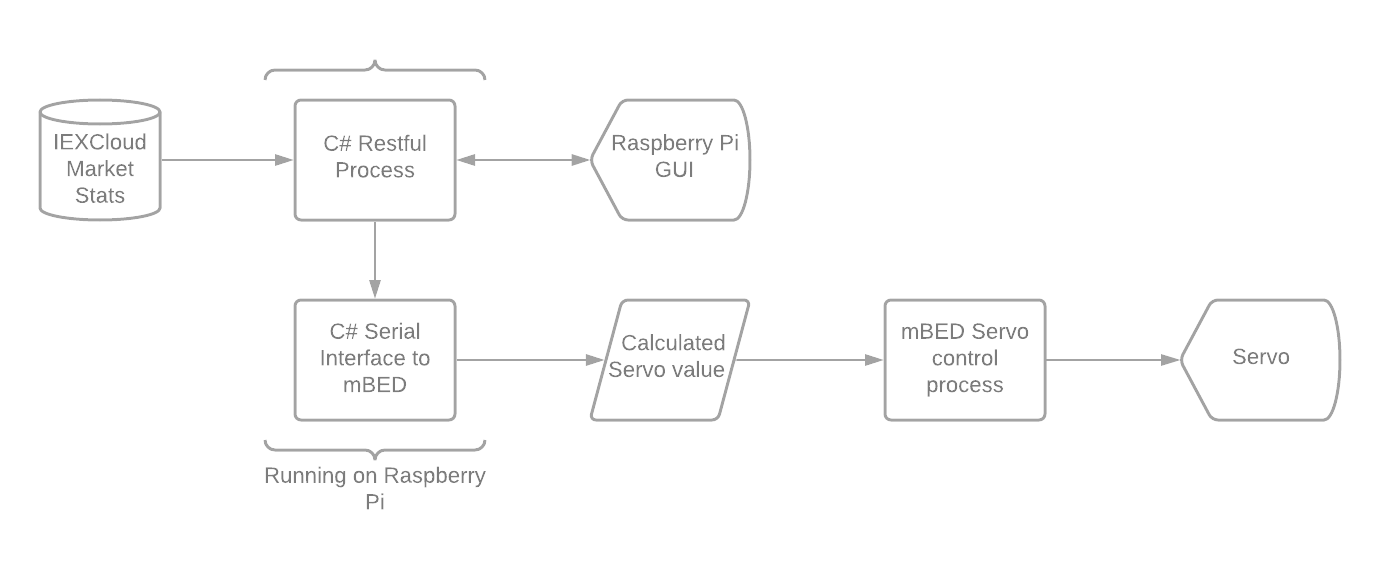 IEXCloud
Market
Stats
C# Restful
Process
Raspberry Pi
GUI
C# Serial
Interface to
mBED
Calculated
Servo value
mBED Servo
control
process
Servo
Running on Raspberry
Pi